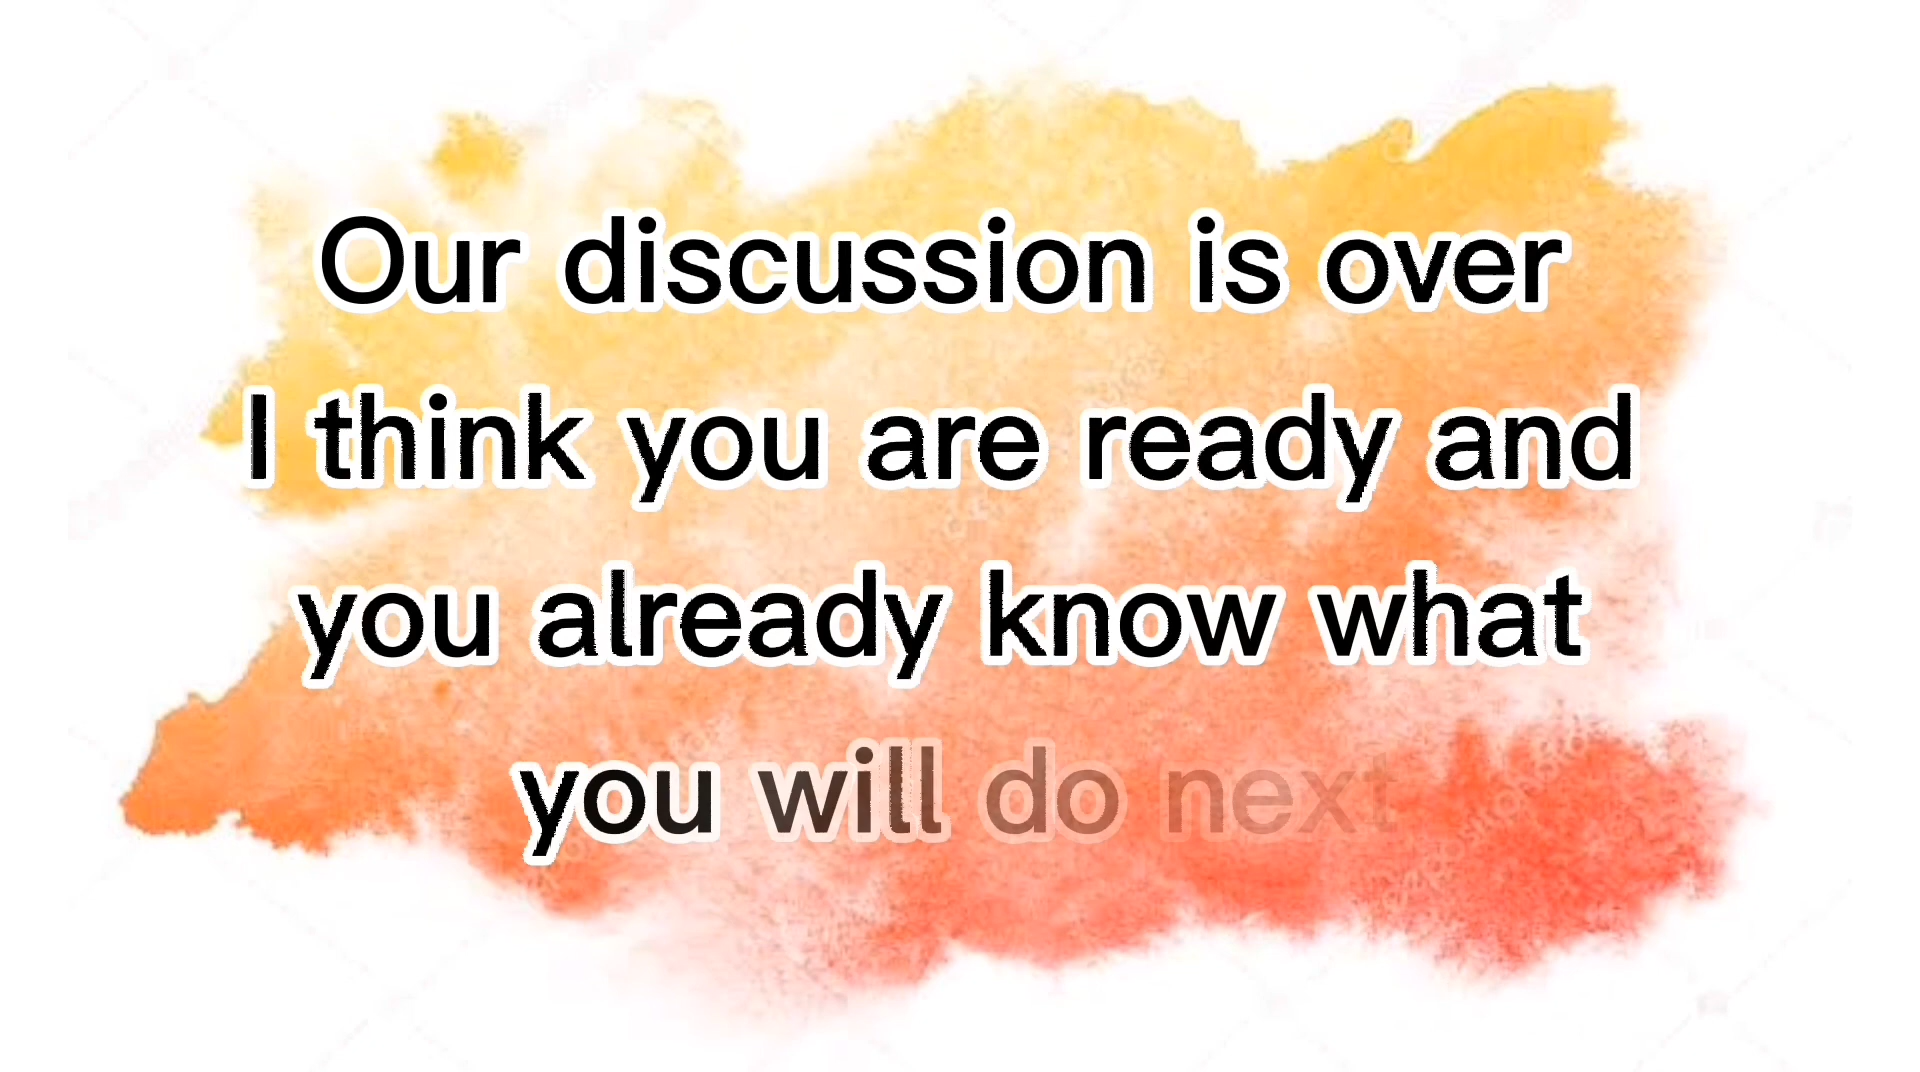 Our discussion is over
I think you are ready and
you already know what
you will do next